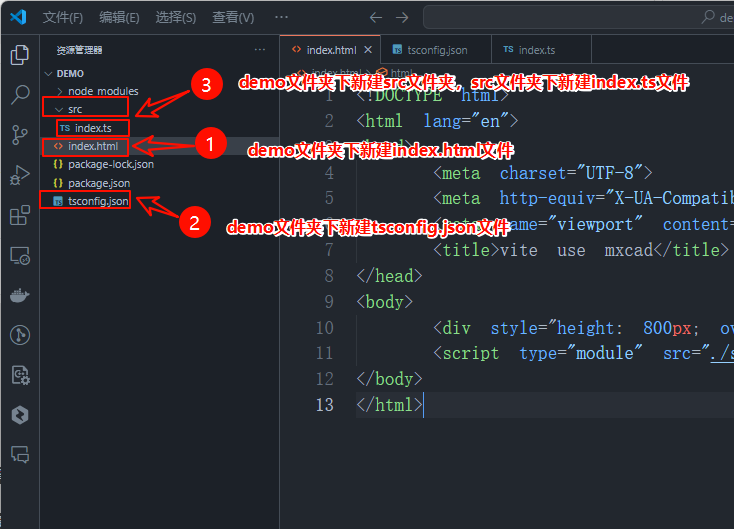 文件(F) 编辑(E) 选择(S) 查看(V) ··· de
资源管理器 ···
index.html tsconfig.json TS index.ts
DEMO
node_modules
src
TS index.ts
index.html
package-lock.json
package.json
tsconfig.json
3
1
2
demo文件夹下新建src文件夹，src文件夹下新建index.ts文件
demo文件夹下新建index.html文件
demo文件夹下新建tsconfig.json文件
1 <!DOCTYPE html>
2 <html lang="en">
4 <meta charset="UTF-8">
5 <meta http-equiv="X-UA-Compatib
name="viewport" content=
7 <title>vite use mxcad</title>
8 </head>
9 <body>
10 <div style="height: 800px; ov
11 <script type="module" src="./s
12 </body>
13 </html>